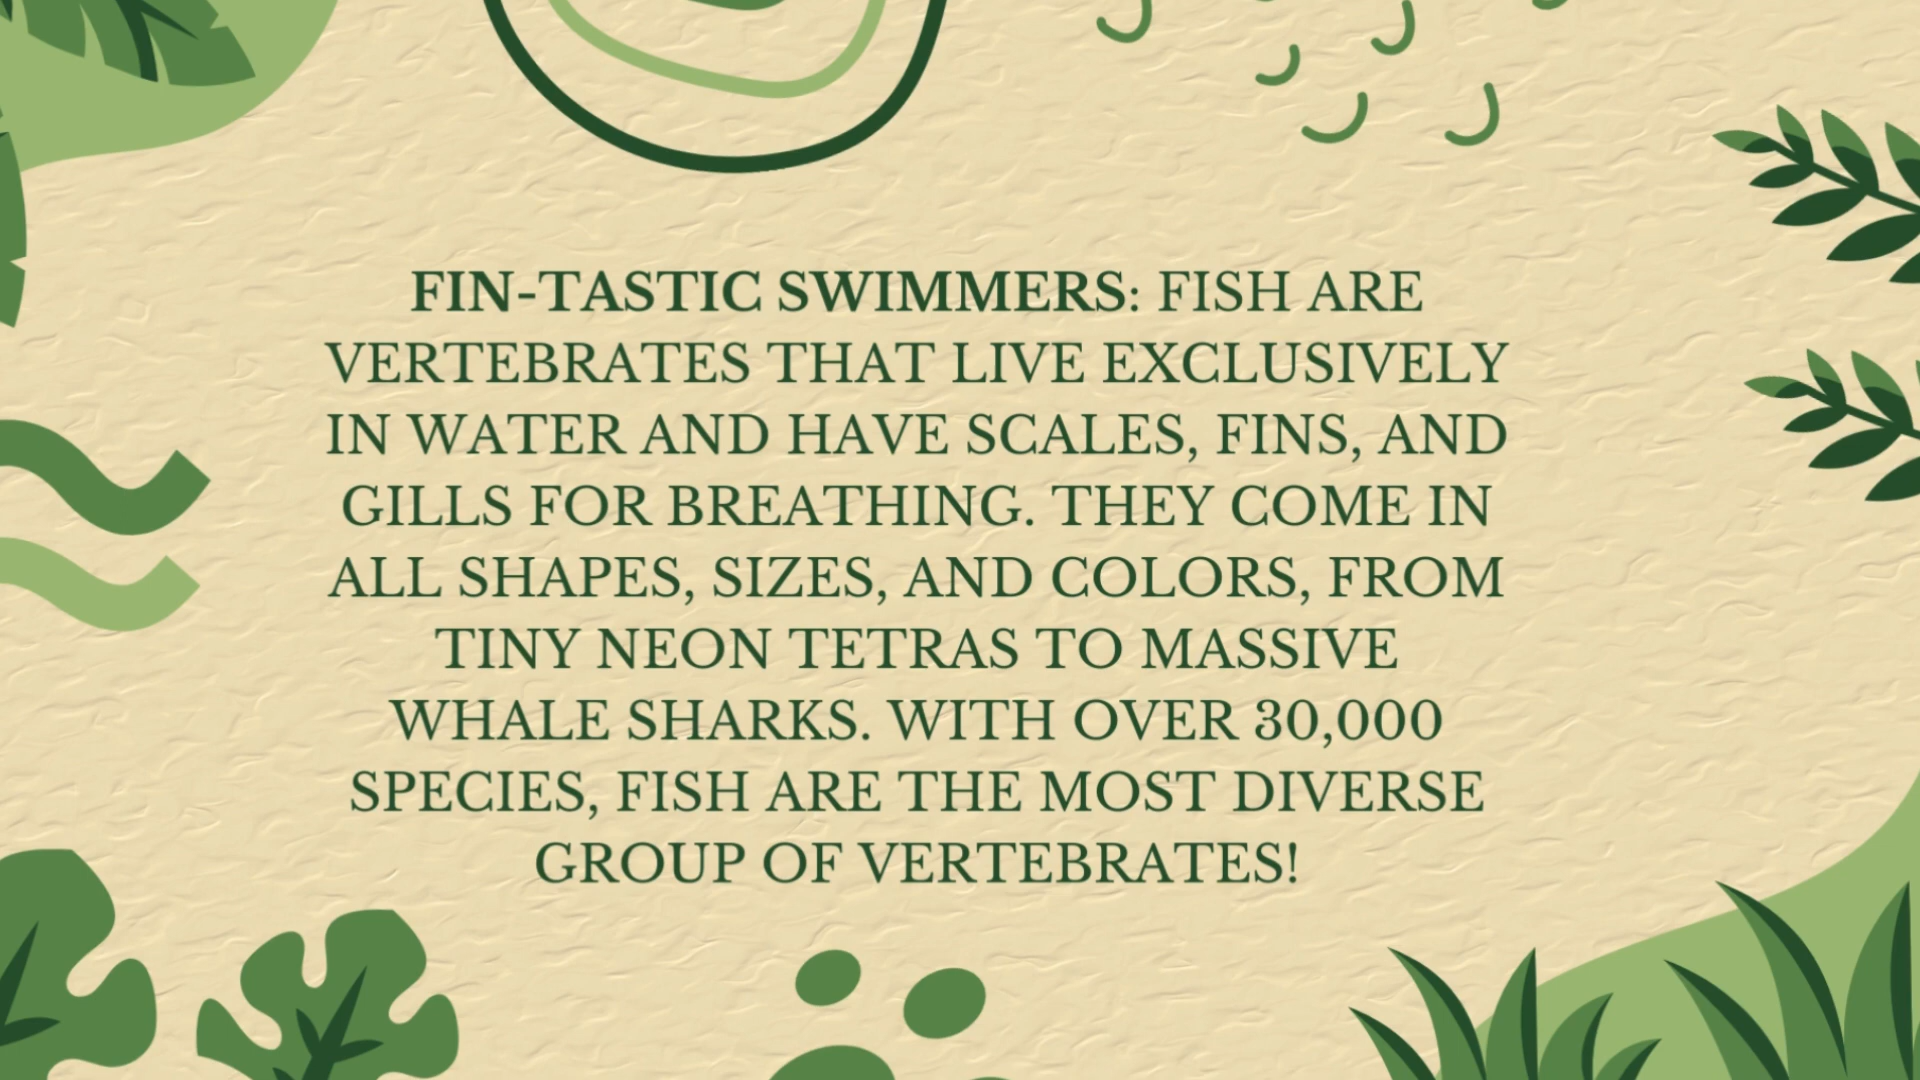 FIN-TASTIC SWIMMERS: FISH ARE
VERTEBRATES THAT LIVE EXCLUSIVELY
IN WATER AND HAVE SCALES, FINS, AND
GILLS FOR BREATHING. THEY COME IN
ALL SHAPES, SIZES, AND COLORS, FROM
TINY NEON TETRAS TO MASSIVE
WHALE SHARKS. WITH OVER 30,000
SPECIES, FISH ARE THE MOST DIVERSE
GROUP OF VERTEBRATES!